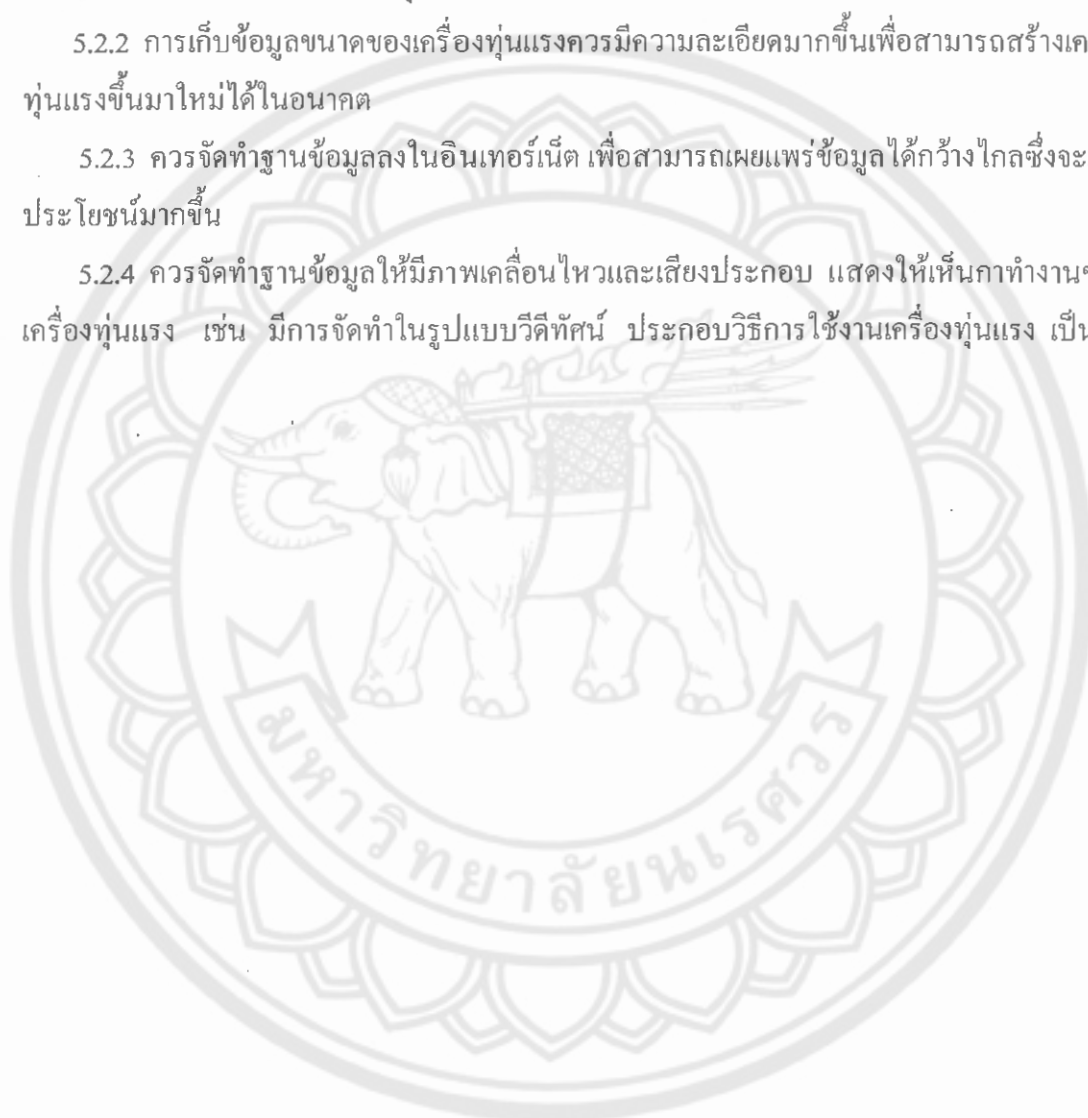 5.2.2 การเก็บข้อมูลขนาดของเครื่องทุ่นแรงควรมีความละเอียดมากขึ้นเพื่อสามารถสร้างเค
ทุ่นแรงขึ้นมาใหม่ได้ในอนาคต
5.2.3 ควรจัดทำฐานข้อมูลลงในอินเทอร์เน็ต เพื่อสามารถเผยแพร่ข้อมูลได้กว้างไกลซึ่งจะ
ประโยชน์มากขึ้น
5.2.4 ควรจัดทำฐานข้อมูลให้มีภาพเคลื่อนไหวและเสียงประกอบ แสดงให้เห็นกาทำงาน
เครื่องทุ่นแรง เช่น มีการจัดทำในรูปแบบวีดีทัศน์ ประกอบวิธีการใช้งานเครื่องทุ่นแรง เป็น
มหาวิทยาลัยนเรศวร